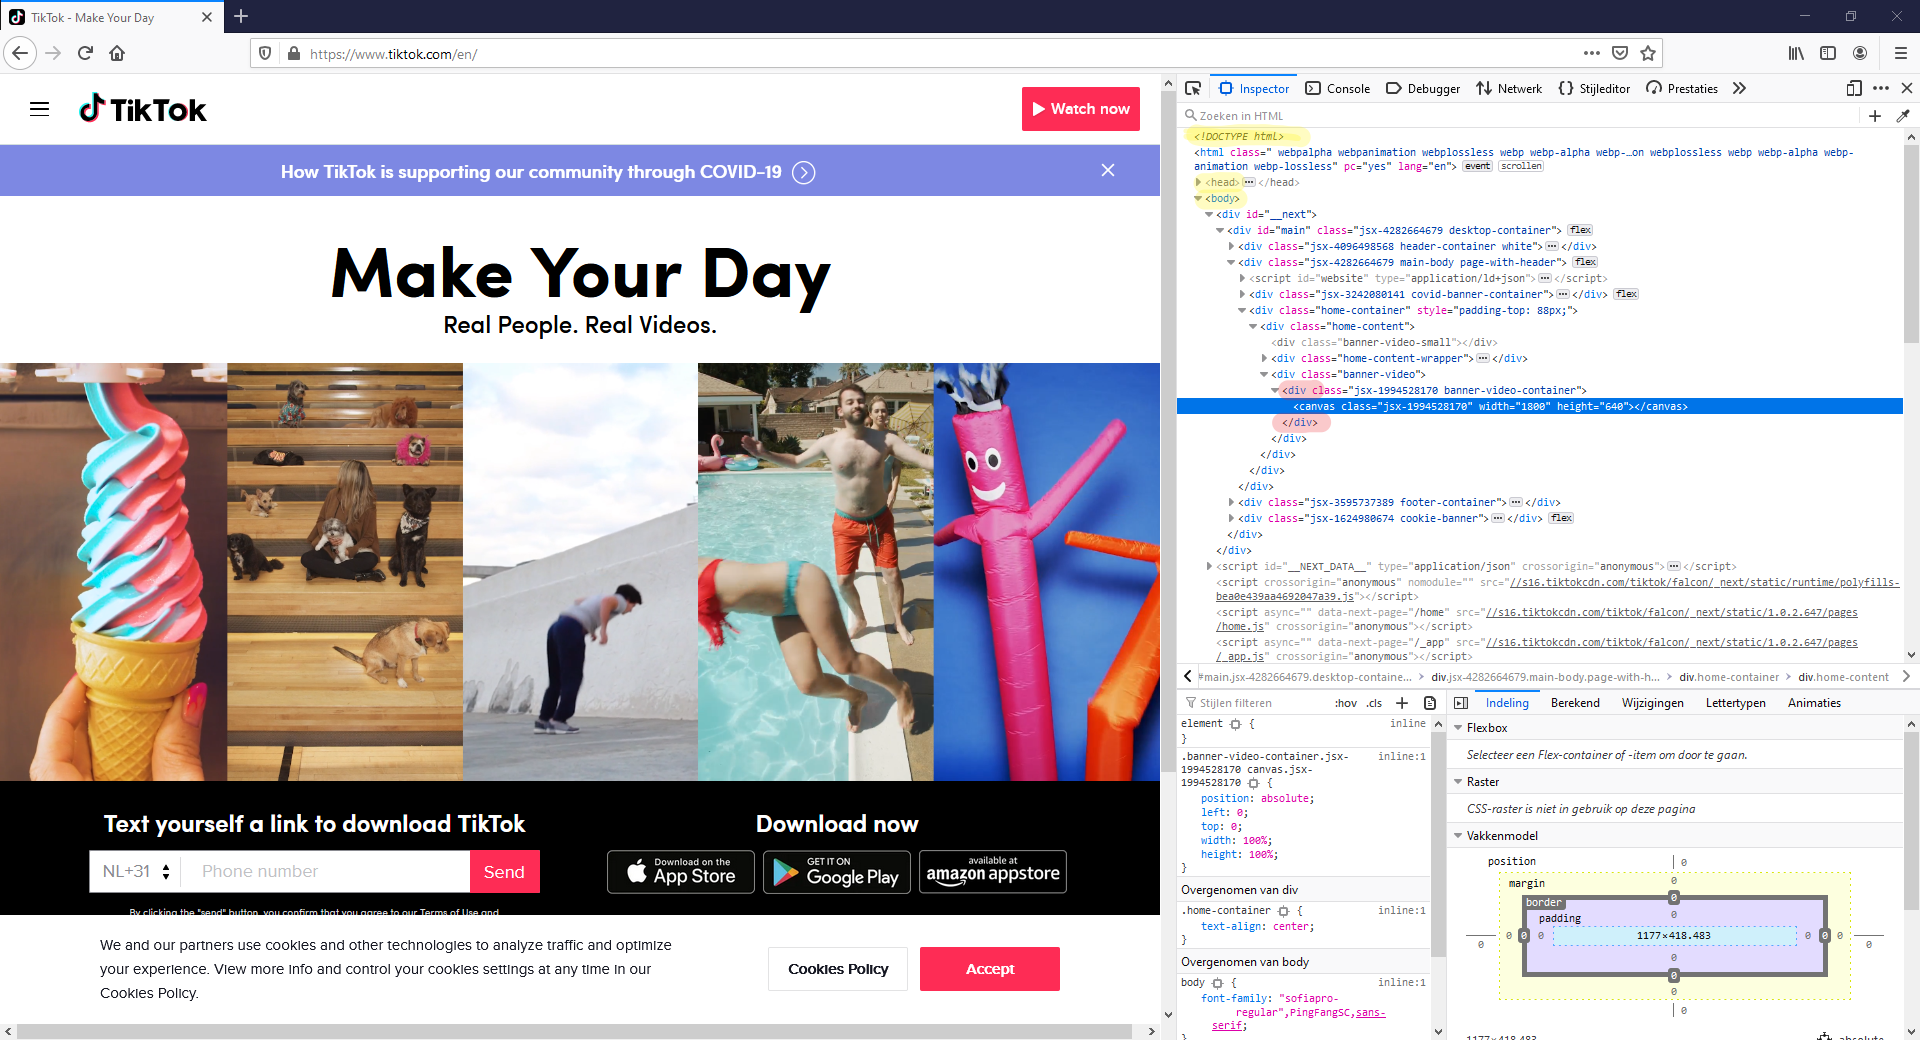 TikTok - Make Your Day
https://www.tiktok.com/en/
TikTok
Watch now
How TikTok is supporting our community through COVID-19
Make Your Day
Real People. Real Videos.
Text yourself a link to download TikTok
NL+31
Phone number
Send
By clicking the "send" button, you confirm that you agree to our Terms of Use and
Download now
Download on the
App Store
GET IT ON
Google Play
available at
amazon appstore
We and our partners use cookies and other technologies to analyze traffic and optimize
your experience. View more info and control your cookies settings at any time in our
Cookies Policy.
Cookies Policy
Accept
Inspector Console Debugger Netwerk Stijleditor Prestaties
Zoeken in HTML
<!DOCTYPE html>
<html class=" webpalpha webpanimation webplossless webp webp-alpha webp-…on webplossless webp webp-alpha webp-
animation webp-lossless" pc="yes" lang="en"> event scrollen
<head> ••• </head>
<body>
<div id="__next">
<div id="main" class="jsx-4282664679 desktop-container"> flex
<div class="jsx-4096498568 header-container white"> ••• </div>
<div class="jsx-4282664679 main-body page-with-header"> flex
<script id="website" type="application/ld+json"> ••• </script>
<div class="jsx-3242080141 covid-banner-container"> ••• </div> flex
<div class="home-container" style="padding-top: 88px;">
<div class="home-content">
<div class="banner-video-small"></div>
<div class="home-content-wrapper"> ••• </div>
<div class="banner-video">
<div class="jsx-1994528170 banner-video-container">
<canvas class="jsx-1994528170" width="1800" height="640"></canvas>
</div>
</div>
</div>
</div>
</div>
<div class="jsx-3595737389 footer-container"> ••• </div>
<div class="jsx-1624980674 cookie-banner"> ••• </div> flex
</div>
</div>
<script id="__NEXT_DATA__" type="application/json" crossorigin="anonymous"> ••• </script>
<script crossorigin="anonymous" nomodule="" src="//s16.tiktokcdn.com/tiktok/falcon/_next/static/runtime/polyfills-
bea0e439aa4692047a39.js"></script>
<script async="" data-next-page="/home" src="//s16.tiktokcdn.com/tiktok/falcon/_next/static/1.0.2.647/pages
/home.js" crossorigin="anonymous"></script>
<script async="" data-next-page="/_app" src="//s16.tiktokcdn.com/tiktok/falcon/_next/static/1.0.2.647/pages
/_app.js" crossorigin="anonymous"></script>
#main.jsx-4282664679.desktop-containe... > div.jsx-4282664679.main-body.page-with-h... > div.home-container > div.home-content
Stijlen filteren :hov .cls
element { inline
}
.banner-video-container.jsx- inline:1
1994528170 canvas.jsx-
1994528170 {
position: absolute;
left: 0;
top: 0;
width: 100%;
height: 100%;
}
Overgenomen van div
.home-container { inline:1
text-align: center;
}
Overgenomen van body
body { inline:1
font-family: "sofiapro-
regular",PingFangSC,sans-
serif;
}
Indeling Berekend Wijzigingen Lettertypen Animaties
Flexbox
Selecteer een Flex-container of -item om door te gaan.
Raster
CSS-raster is niet in gebruik op deze pagina
Vakkenmodel
position 0
margin 0
border 0
padding 0
0 0 0 0 1177×418.483 0 0 0 0
0
0
0
0
1177×418.483 absolute